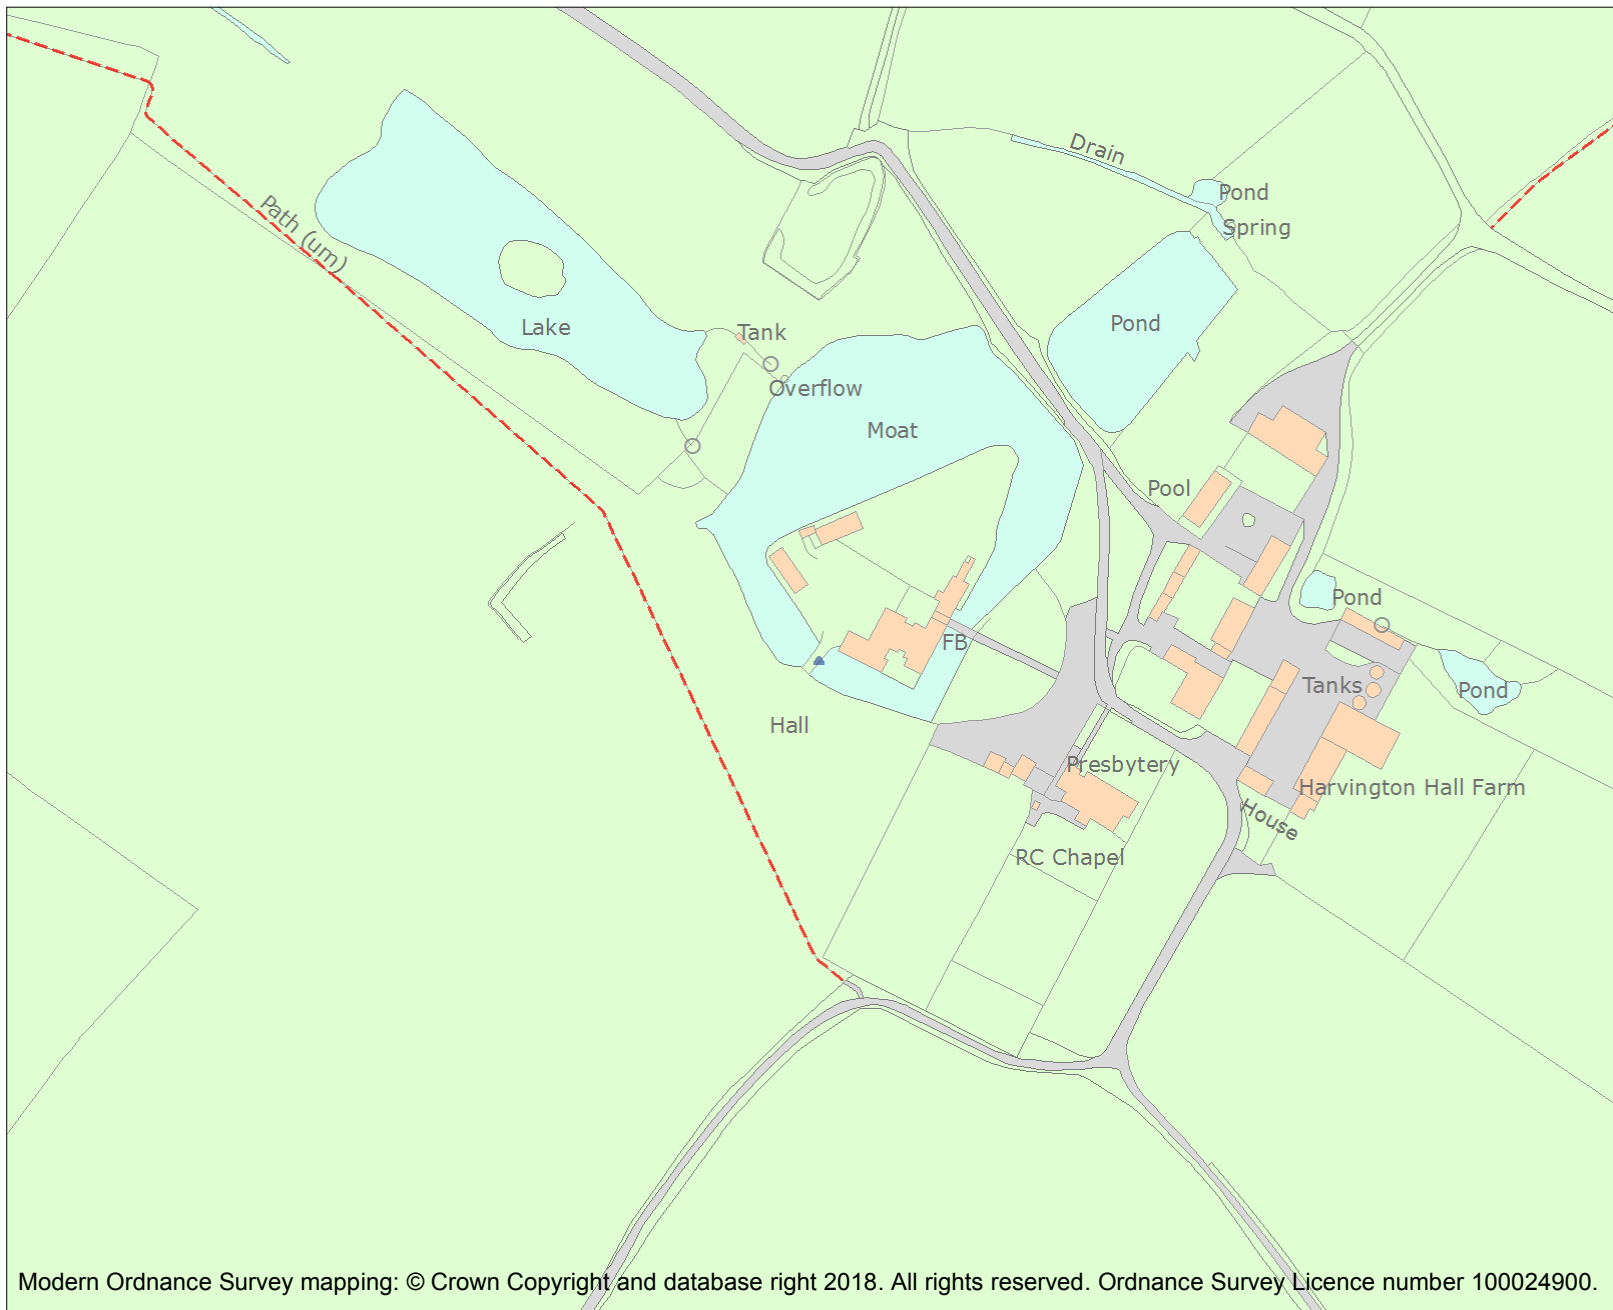 Drain
Pond
Path (um)
Spring
Pond
Lake
Tank
Overflow
Moat
Pool
Pond
FB
Tanks
Pond
Hall
Presbytery
Harvington Hall Farm
House
RC Chapel
Modern Ordnance Survey mapping: © Crown Copyright and database right 2018. All rights reserved. Ordnance Survey Licence number 100024900.